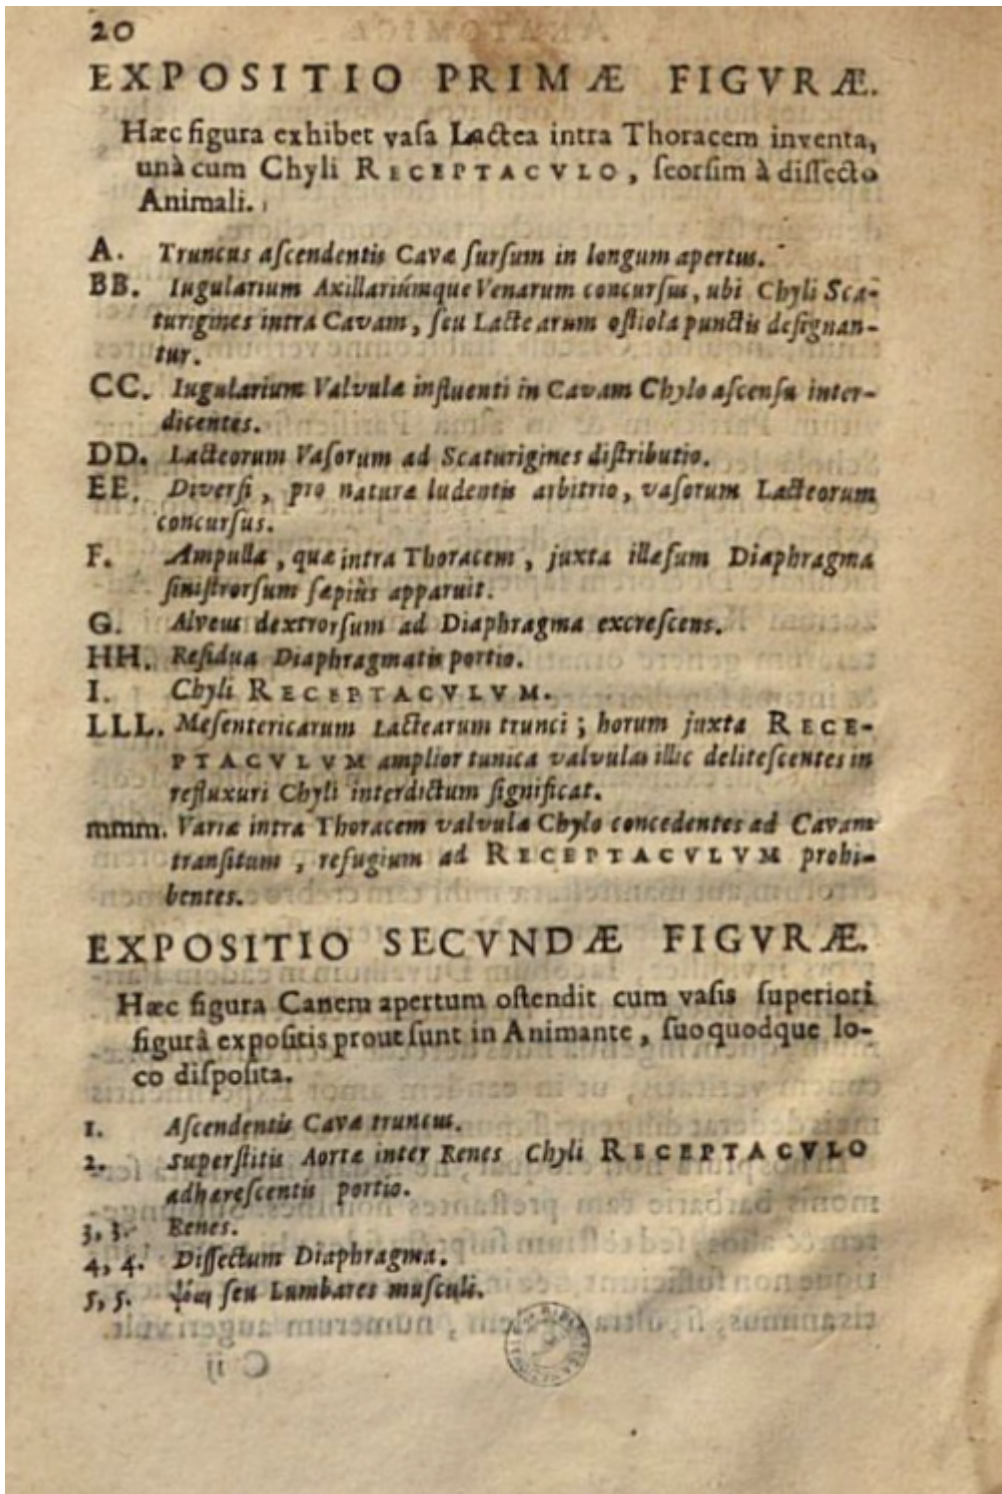 20
EXPOSITIO PRIMÆ FIGVRÆ.
Hæc figura exhibet vaſa Lactea intra Thoracem inventa,
unà cum Chyli RECEPTACVLO, ſeorſim à diſſecto
Animali.
A. Truncus aſcendentis Cavæ ſurſum in longum apertus.
BB. Iugularium Axillariúmque Venarum concurſus, ubi Chyli Sca-
turigines intra Cavam, ſeu Lactearum oſtiola punctis deſignan-
tur.
CC. Iugularium Valvulæ influenti in Cavam Chylo aſcenſu inter-
dicentes.
DD. Lacteorum Vaſorum ad Scaturigines diſtributio.
EE. Diverſi, pro naturæ ludentis arbitrio, vaſorum Lacteorum
concurſus.
F. Ampulla, quæ intra Thoracem, juxta illæſum Diaphragma
ſiniſtrorſum ſæpiùs apparuit.
G. Alveus dextrorſum ad Diaphragma excreſcens.
HH. Reſidua Diaphragmatis portio.
I. Chyli RECEPTACVLVM.
LLL. Meſentericarum Lactearum trunci; horum juxta RECE-
PTACVLVM amplior tunica valvulas illic deliteſcentes in
refluxuri Chyli interdictum ſignificat.
mmm. Variæ intra Thoracem valvulæ Chylo concedentes ad Cavam
tranſitum, refugium ad RECEPTACVLVM prohi-
bentes.
EXPOSITIO SECVNDÆ FIGVRÆ.
Hæc figura Canem apertum oſtendit cum vaſis ſuperiori
figurâ expoſitis prout ſunt in Animante, ſuo quodque lo-
co diſpoſita.
1. Aſcendentis Cavæ truncus.
2. Superſtitis Aortæ inter Renes Chyli RECEPTACVLO
adhæreſcentis portio.
3, 3. Renes.
4, 4. Diſſectum Diaphragma.
5, 5. ψόαι ſeu Lumbares muſculi.